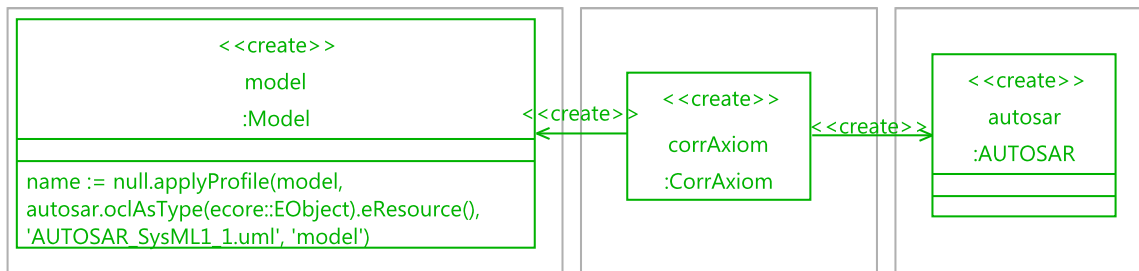 <<create>>
model
:Model
name := null.applyProfile(model,
autosar.oclAsType(ecore::EObject).eResource(),
'AUTOSAR_SysML1_1.uml', 'model')
<<create>>
<<create>>
corrAxiom
:CorrAxiom
<<create>>
<<create>>
autosar
:AUTOSAR